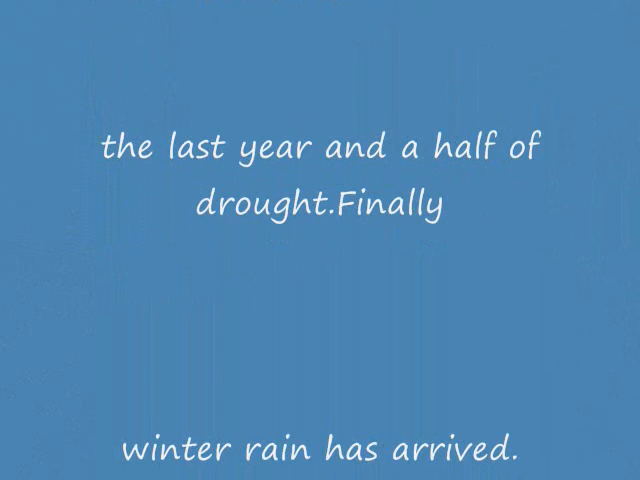 the last year and a half of
drought.Finally
winter rain has arrived.